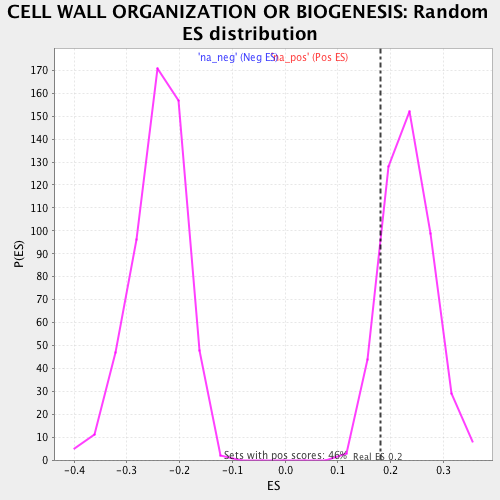 CELL WALL ORGANIZATION OR BIOGENESIS: Random
ES distribution
'na_neg' (Neg ES) 'na_pos' (Pos ES)
170
160
150
140
130
120
110
100
90
80
70
60
50
40
30
20
10
0
P(ES)
Sets with pos scores: 46%
Real ES 0.2
-0.4 -0.3 -0.2 -0.1 0.0 0.1 0.2 0.3
ES